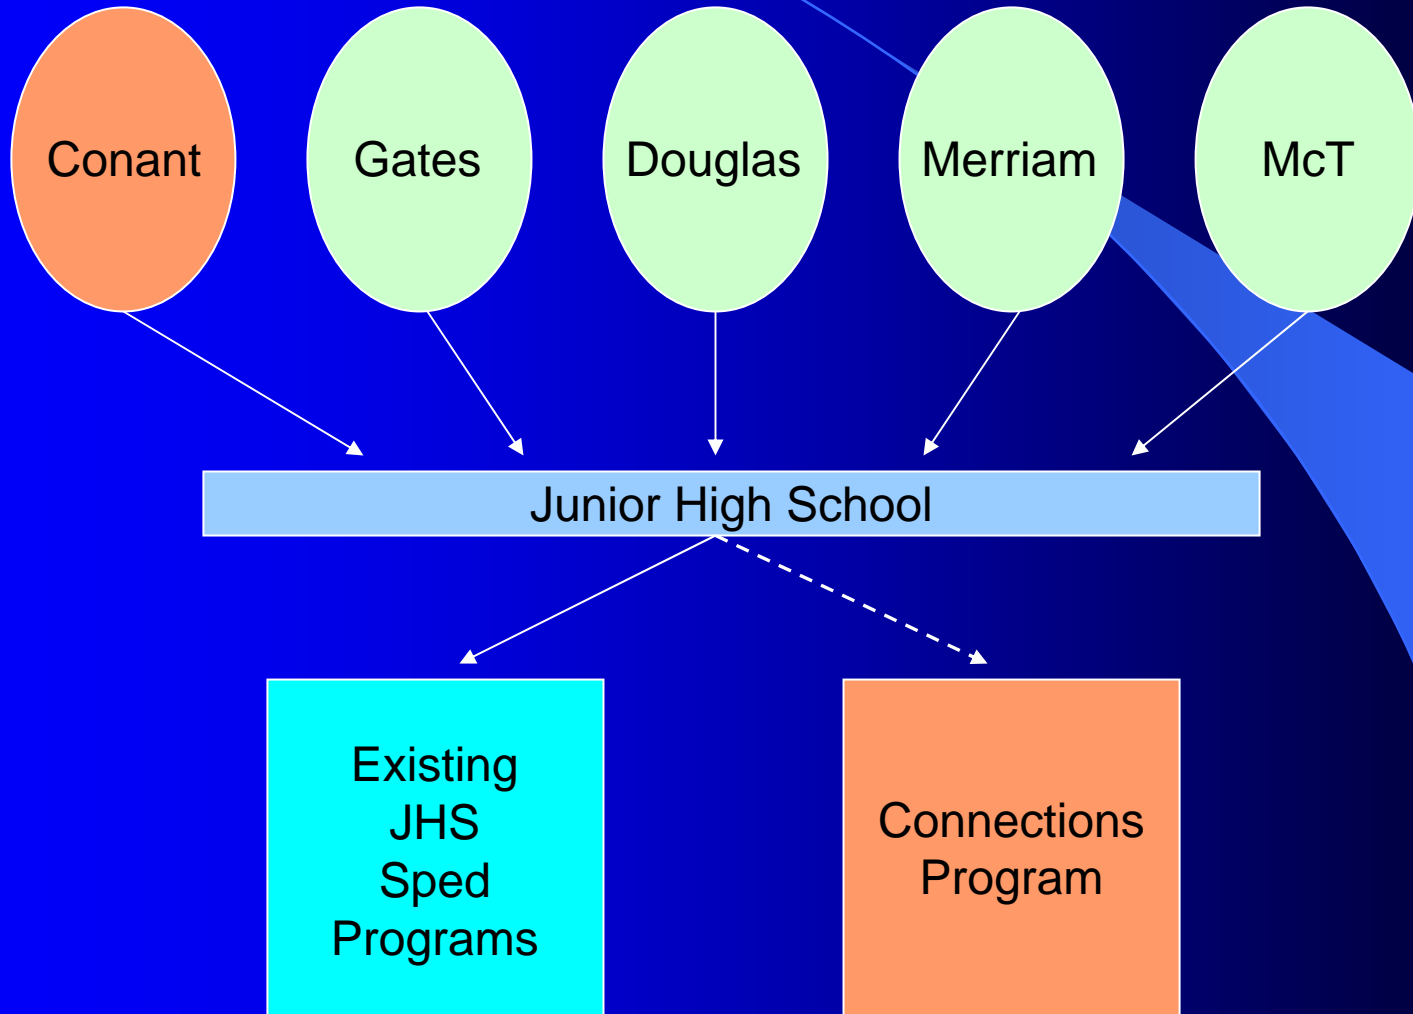 Conant
Gates
Douglas
Merriam
McT
Junior High School
Existing
JHS
Sped
Programs
Connections
Program